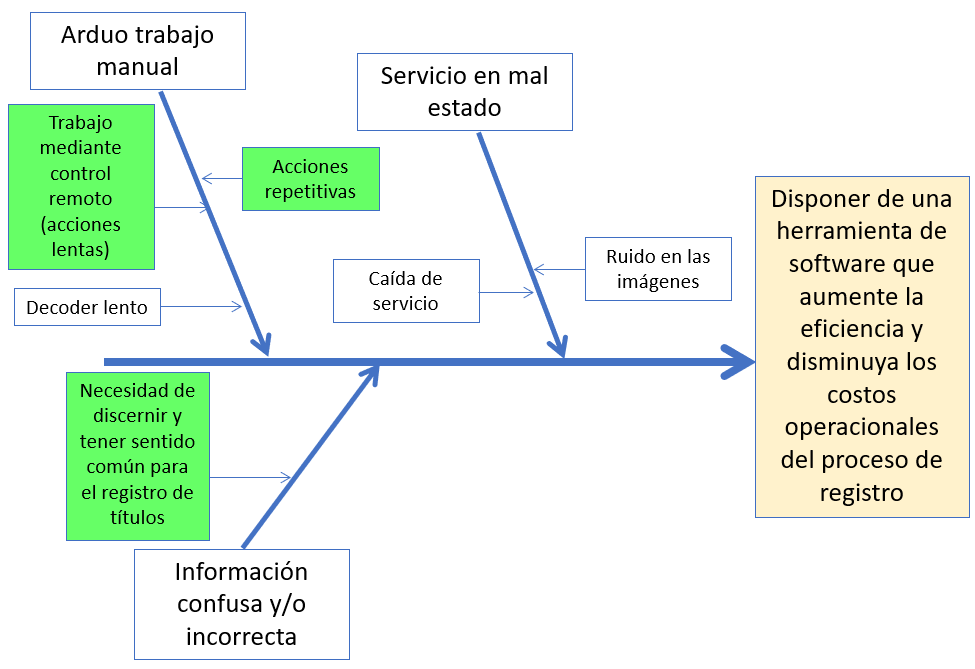 Arduo trabajo
manual
Servicio en mal
estado
Trabajo
mediante
control
remoto
(acciones
lentas)
Acciones
repetitivas
Decoder lento
Caída de
servicio
Ruido en las
imágenes
Disponer de una
herramienta de
software que
aumente la
eficiencia y
disminuya los
costos
operacionales
del proceso de
registro
Necesidad de
discernir y
tener sentido
común para
el registro de
títulos
Información
confusa y/o
incorrecta